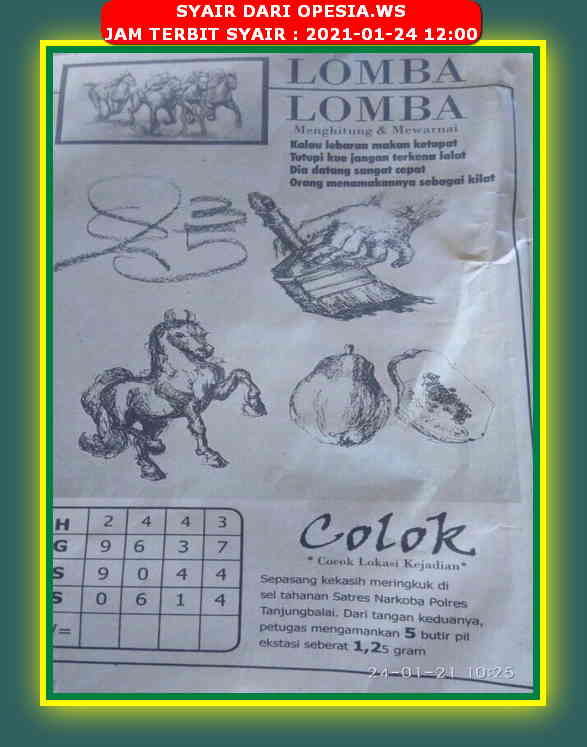 SYAIR DARI OPESIA.WS
JAM TERBIT SYAIR : 2021-01-24 12:00
LOMBA
LOMBA
Menghitung & Mewarnai
Kalau lebaran makan ketupat
Tutupi kue jangan terkena lalat
Dia datang sangat cepat
Orang menamakannya sebagai kilat
H 2 4 4 3
G 9 6 3 7
S 9 0 4 4
S 0 6 1 4
/=
Colok
* Cocok Lokasi Kejadian*
Sepasang kekasih meringkuk di
sel tahanan Satres Narkoba Polres
Tanjungbalai. Dari tangan keduanya,
petugas mengamankan 5 butir pil
ekstasi seberat 1,25 gram
24-01-21 10:25